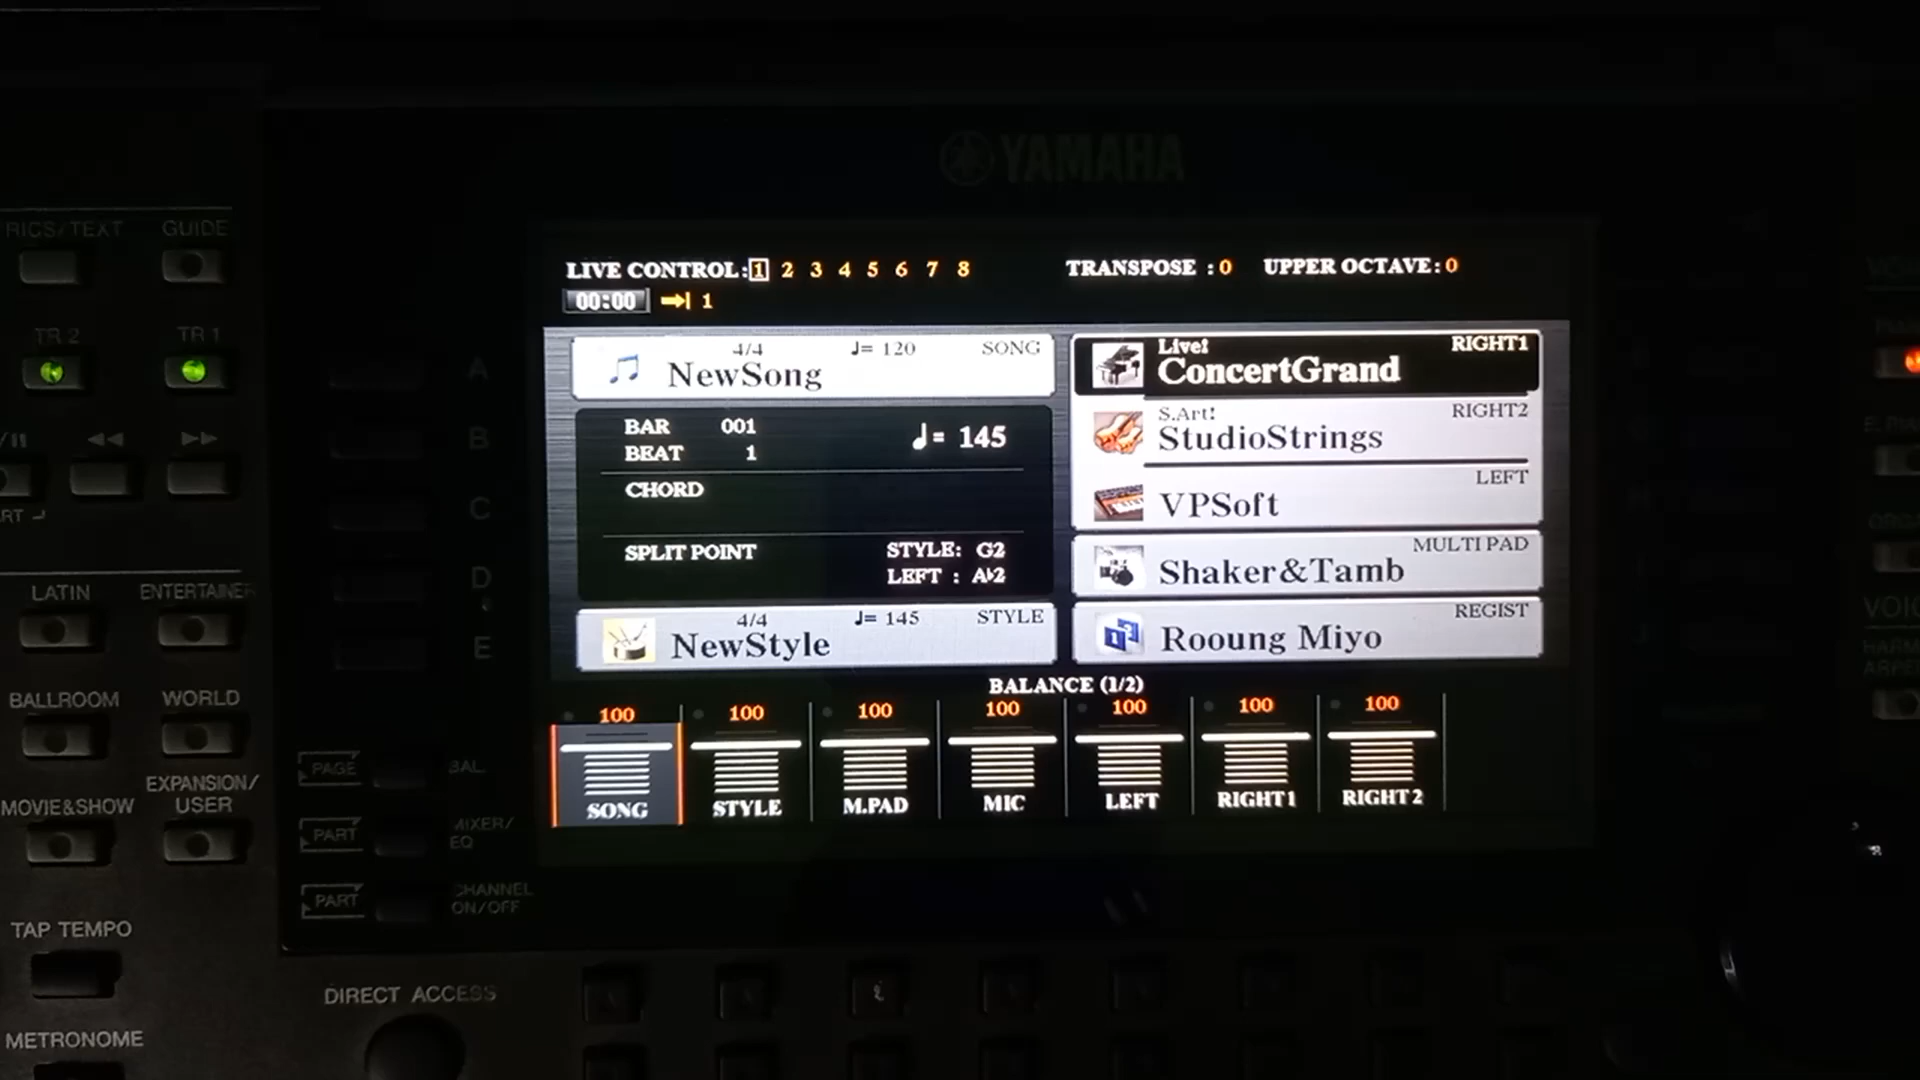 YAMAHA
LIVE CONTROL:1 2 3 4 5 6 7 8
TRANSPOSE :0 UPPER OCTAVE:0
00:00 1
4/4 ♩= 120 SONG
NewSong
BAR 001
BEAT 1
♩= 145
CHORD
SPLIT POINT STYLE: G2
LEFT : A♭2
4/4 ♩= 145 STYLE
NewStyle
Live! RIGHT1
ConcertGrand
S.Art! RIGHT2
StudioStrings
LEFT
VPSoft
MULTI PAD
Shaker&Tamb
REGIST
Rooung Miyo
BALANCE (1/2)
100 100 100 100 100 100 100
SONG STYLE M.PAD MIC LEFT RIGHT1 RIGHT2
RICS/TEXT GUIDE
TR 2 TR 1
A
B
C
D
E
LATIN ENTERTAINER
BALLROOM WORLD
MOVIE&SHOW EXPANSION/
USER
PAGE BAL.
PART MIXER/
EQ
PART CHANNEL
ON/OFF
TAP TEMPO
DIRECT ACCESS
METRONOME